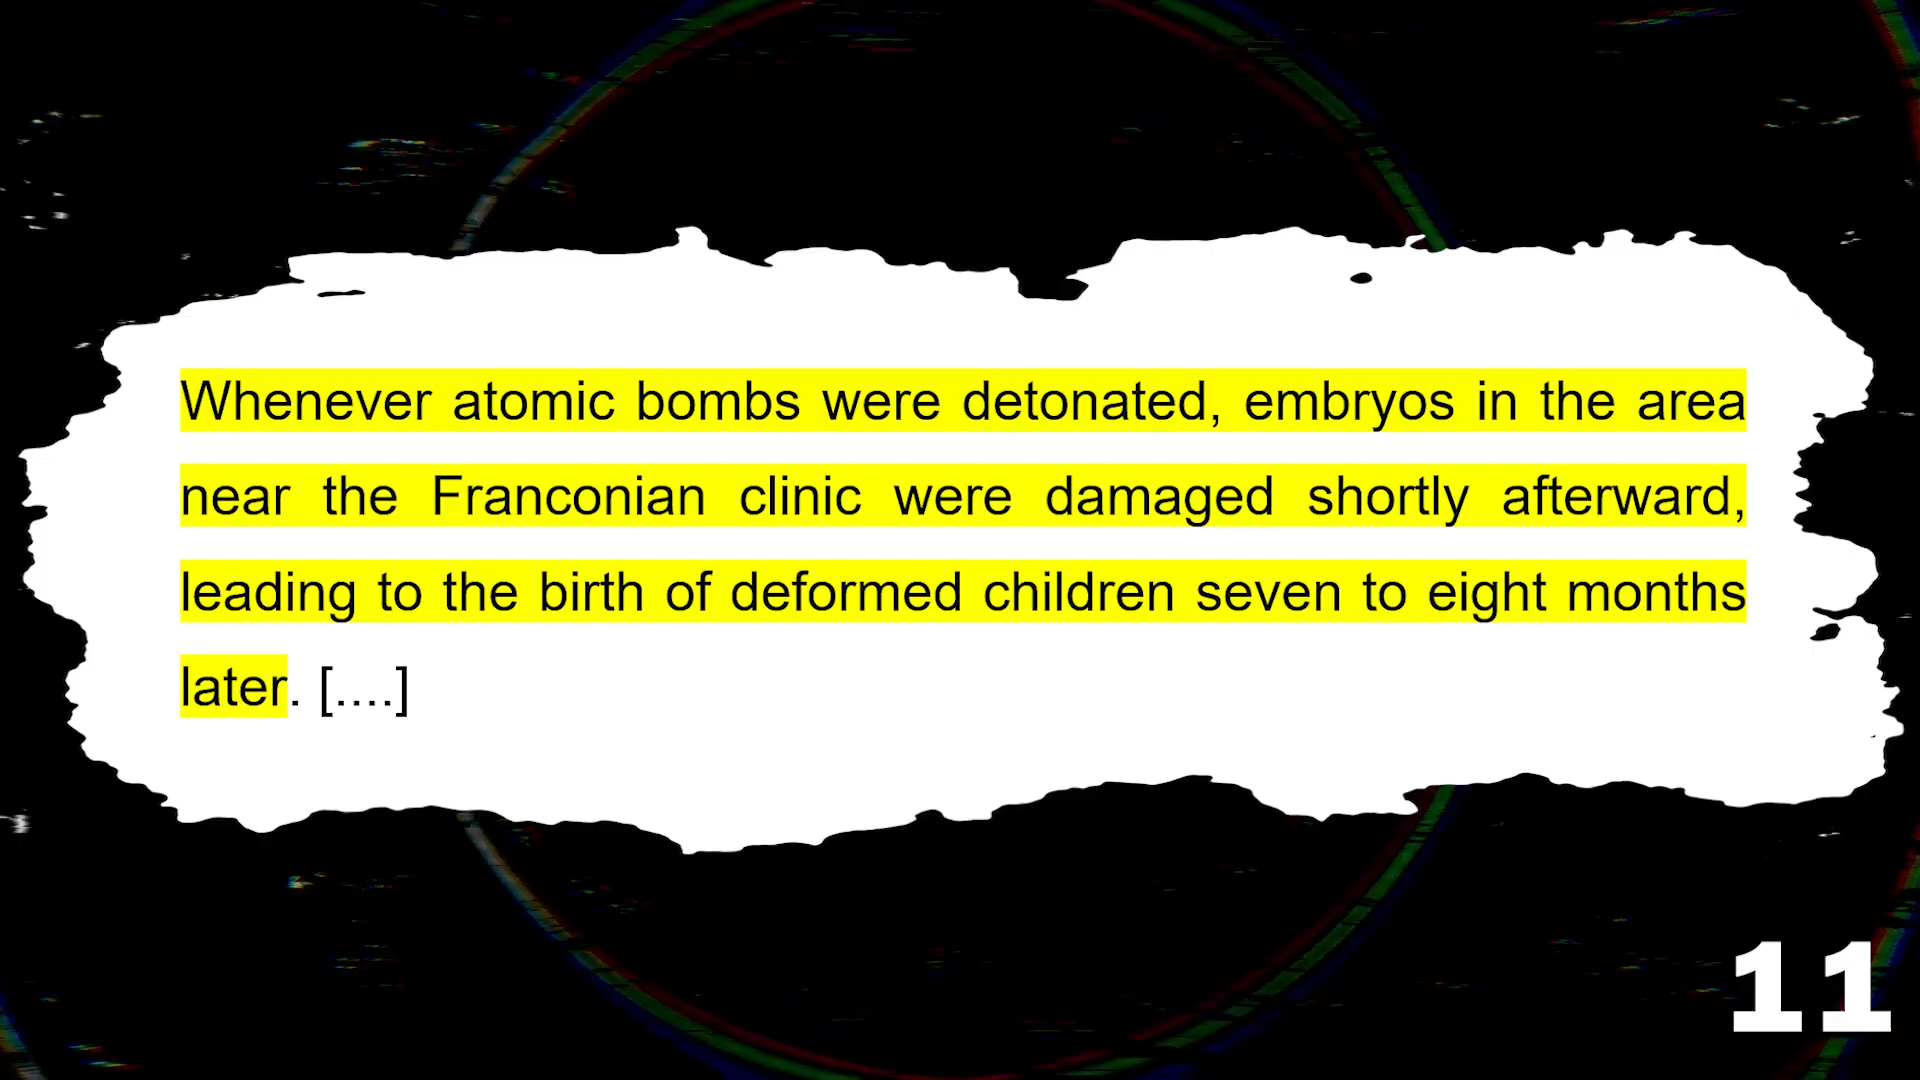 Whenever atomic bombs were detonated, embryos in the area
near the Franconian clinic were damaged shortly afterward,
leading to the birth of deformed children seven to eight months
later. [....]
11